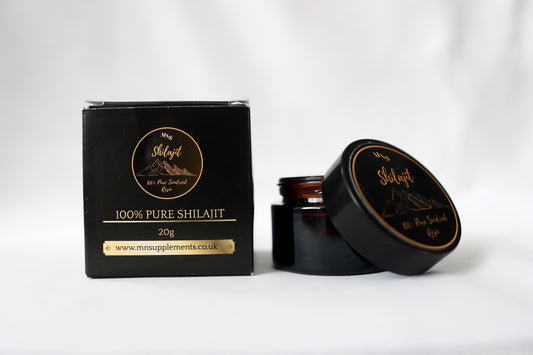 MNS
Shilajit
100% Pure Sundried
Resin
100% PURE SHILAJIT
20g
www.mnsupplements.co.uk
MNS
Shilajit
100% Pure Sundried
Resin